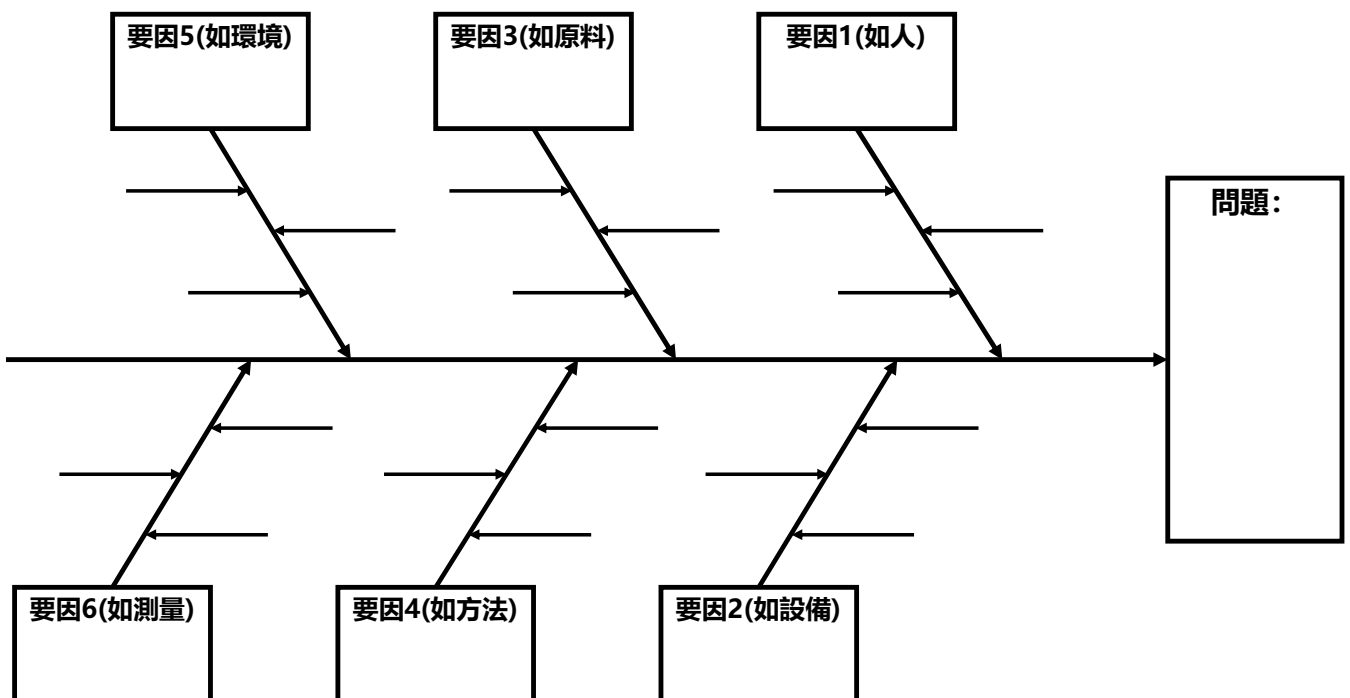 要因5(如環境)
要因3(如原料)
要因1(如人)
問題：
要因6(如測量)
要因4(如方法)
要因2(如設備)